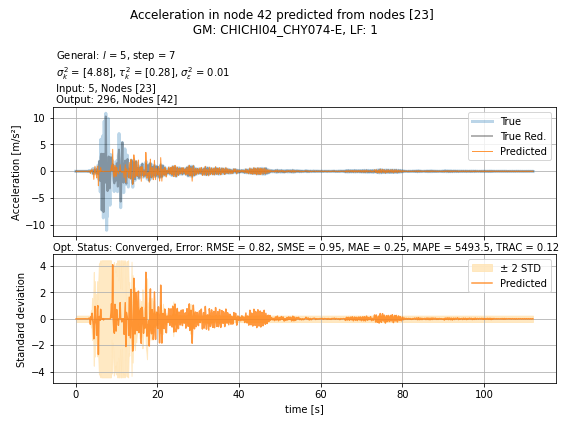 Acceleration in node 42 predicted from nodes [23]
GM: CHICHI04_CHY074-E, LF: 1
General: l = 5, step = 7
σ²ₖ = [4.88], τ²ₖ = [0.28], σ²ε = 0.01
Input: 5, Nodes [23]
Output: 296, Nodes [42]
True
True Red.
Predicted
10
5
0
−5
−10
Acceleration [m/s²]
Opt. Status: Converged, Error: RMSE = 0.82, SMSE = 0.95, MAE = 0.25, MAPE = 5493.5, TRAC = 0.12
± 2 STD
Predicted
4
2
0
−2
−4
Standard deviation
0 20 40 60 80 100
time [s]